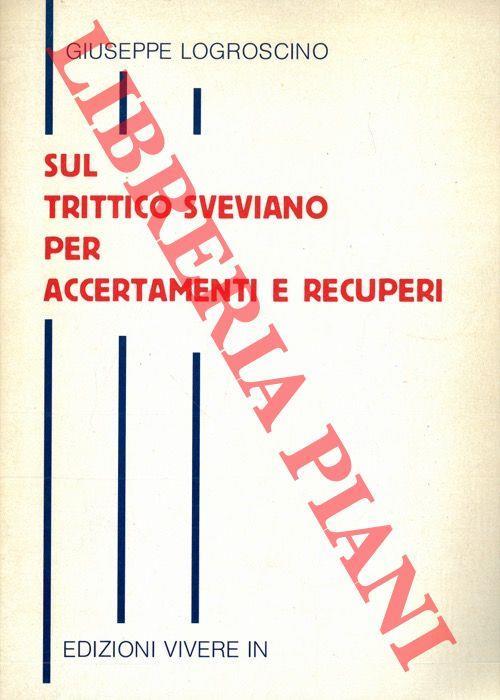 GIUSEPPE LOGROSCINO
SUL
TRITTICO SVEVIANO
PER
ACCERTAMENTI E RECUPERI
EDIZIONI VIVERE IN
LIBRERIA PIANI